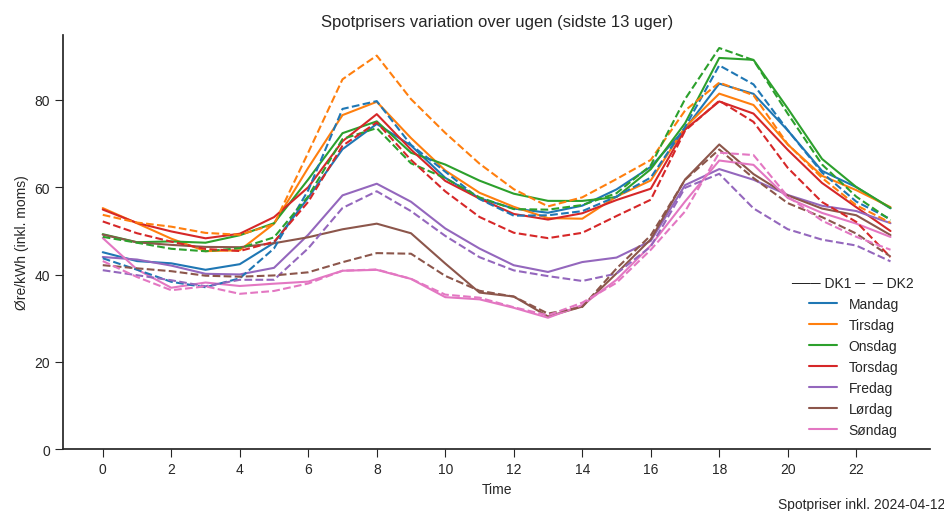 Spotprisers variation over ugen (sidste 13 uger)
Øre/kWh (inkl. moms)
80
60
40
20
0
0 2 4 6 8 10 12 14 16 18 20 22
Time
DK1 DK2
Mandag
Tirsdag
Onsdag
Torsdag
Fredag
Lørdag
Søndag
Spotpriser inkl. 2024-04-12